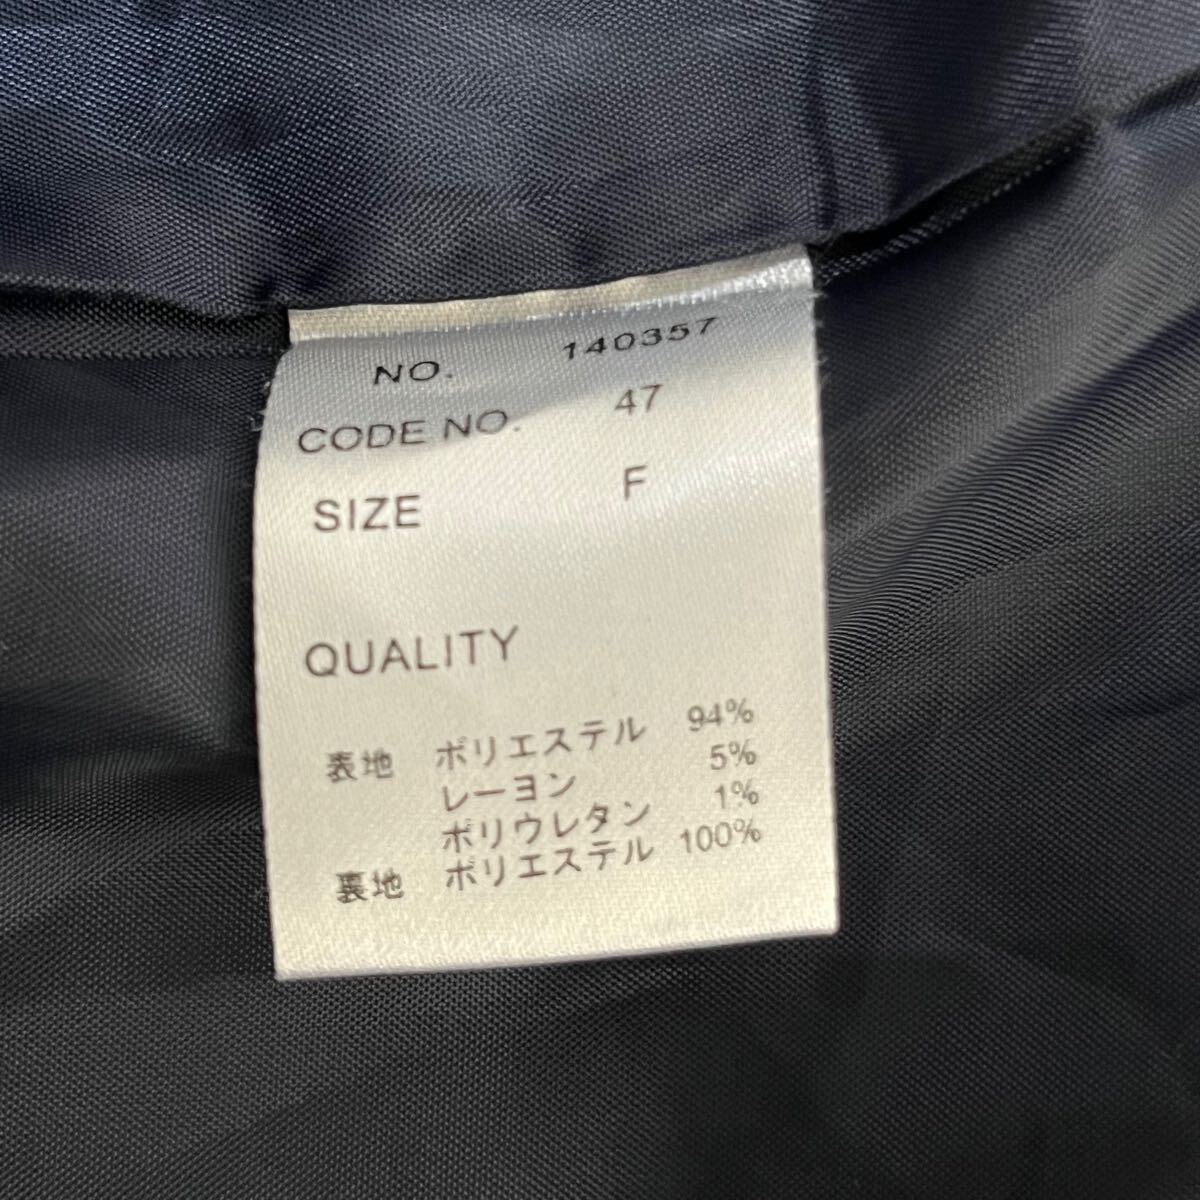 NO. 140357
CODE NO. 47
SIZE F
QUALITY
表地 ポリエステル 94%
レーヨン 5%
ポリウレタン 1%
裏地 ポリエステル 100%